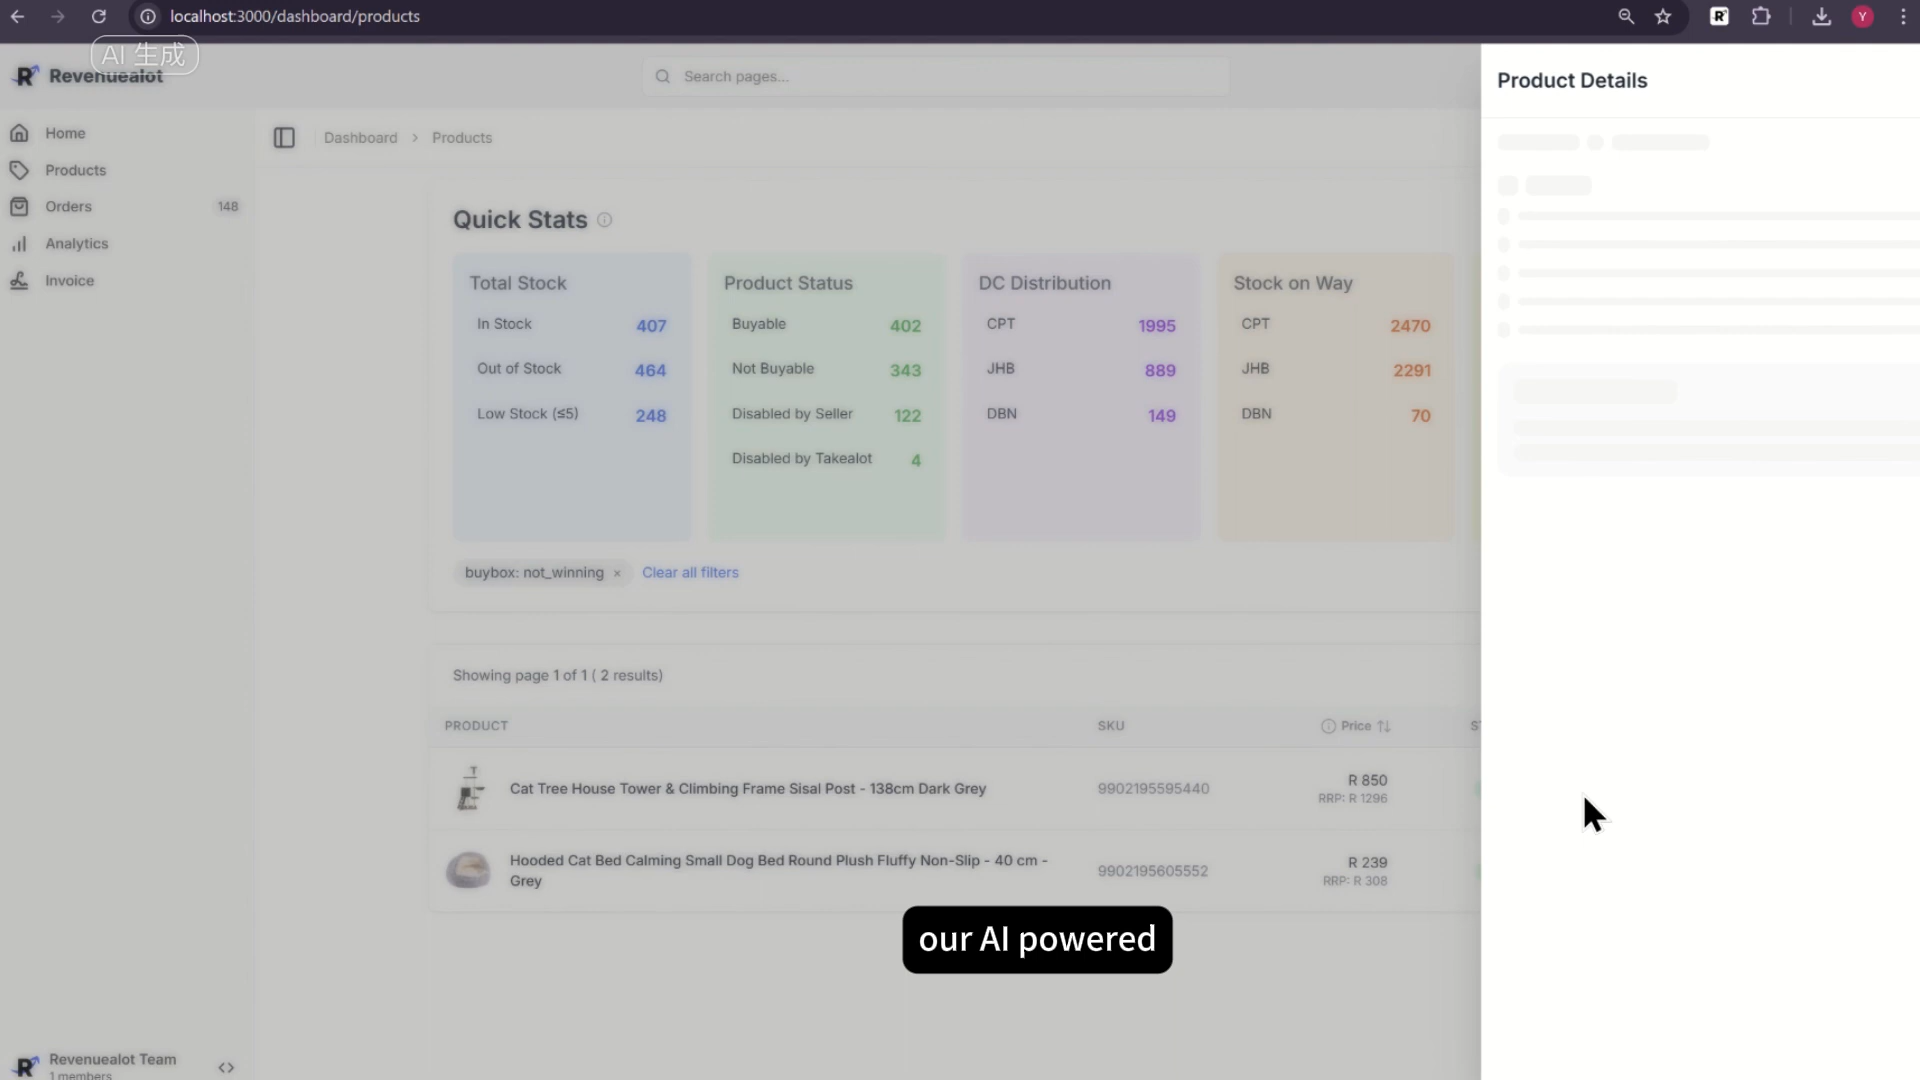 localhost:3000/dashboard/products
Y
AI 生成
Revenuealot
Search pages...
Product Details
Home
Products
Orders 148
Analytics
Invoice
Dashboard > Products
Quick Stats
Total Stock
In Stock 407
Out of Stock 464
Low Stock (≤5) 248
Product Status
Buyable 402
Not Buyable 343
Disabled by Seller 122
Disabled by Takealot 4
DC Distribution
CPT 1995
JHB 889
DBN 149
Stock on Way
CPT 2470
JHB 2291
DBN 70
buybox: not_winning × Clear all filters
Showing page 1 of 1 ( 2 results)
PRODUCT SKU Price
Cat Tree House Tower & Climbing Frame Sisal Post - 138cm Dark Grey 9902195595440 R 850
RRP: R 1296
Hooded Cat Bed Calming Small Dog Bed Round Plush Fluffy Non-Slip - 40 cm -
Grey
9902195605552 R 239
RRP: R 308
our AI powered
Revenuealot Team
1 members